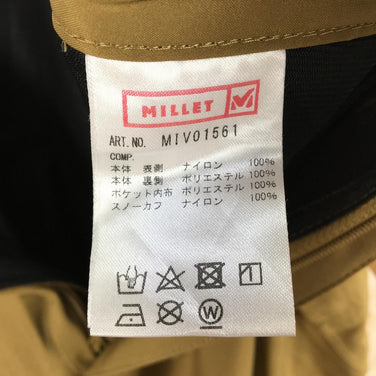 MILLET
ART.NO. MIV01561
COMP.
本体 表側 ナイロン 100%
本体 裏側 ポリエステル 100%
ポケット内布 ポリエステル 100%
スノーカフ ナイロン 100%
W